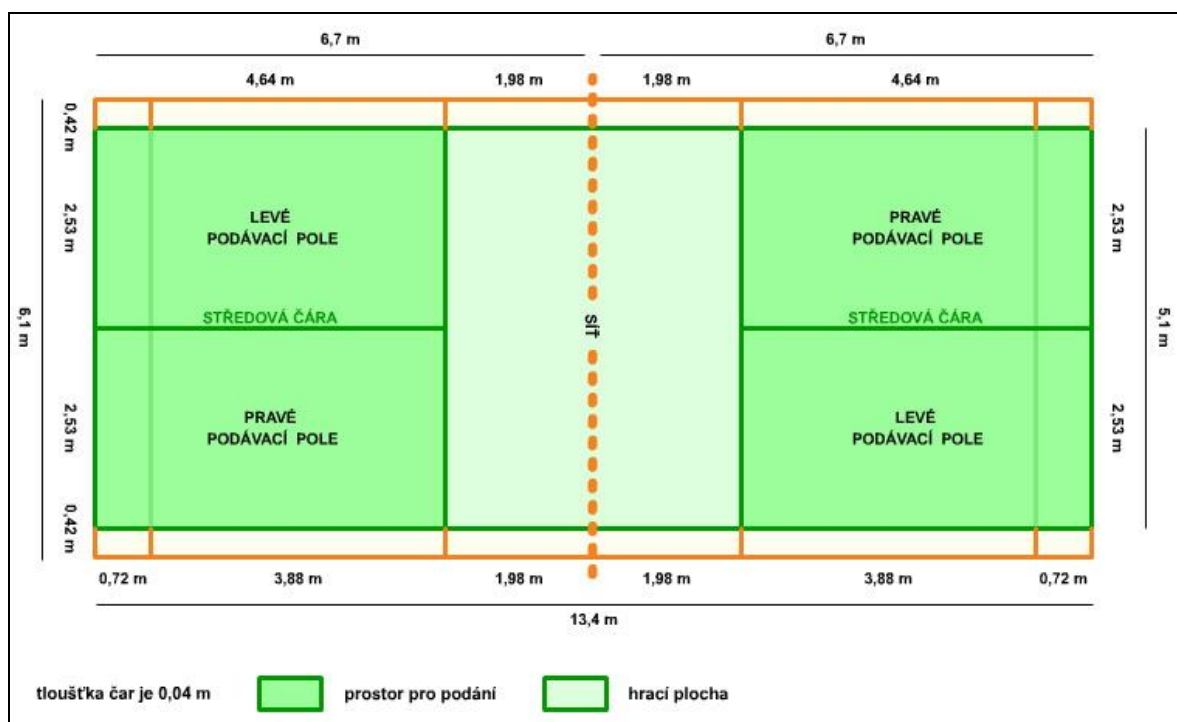 6,7 m 6,7 m
4,64 m 1,98 m 1,98 m 4,64 m
0,42 m
2,53 m
LEVÉ
PODÁVACÍ POLE
PRAVÉ
PODÁVACÍ POLE
2,53 m
6,1 m
STŘEDOVÁ ČÁRA
SÍŤ
STŘEDOVÁ ČÁRA
5,1 m
2,53 m
PRAVÉ
PODÁVACÍ POLE
LEVÉ
PODÁVACÍ POLE
2,53 m
0,42 m
0,72 m 3,88 m 1,98 m 1,98 m 3,88 m 0,72 m
13,4 m
tloušťka čar je 0,04 m prostor pro podání hrací plocha